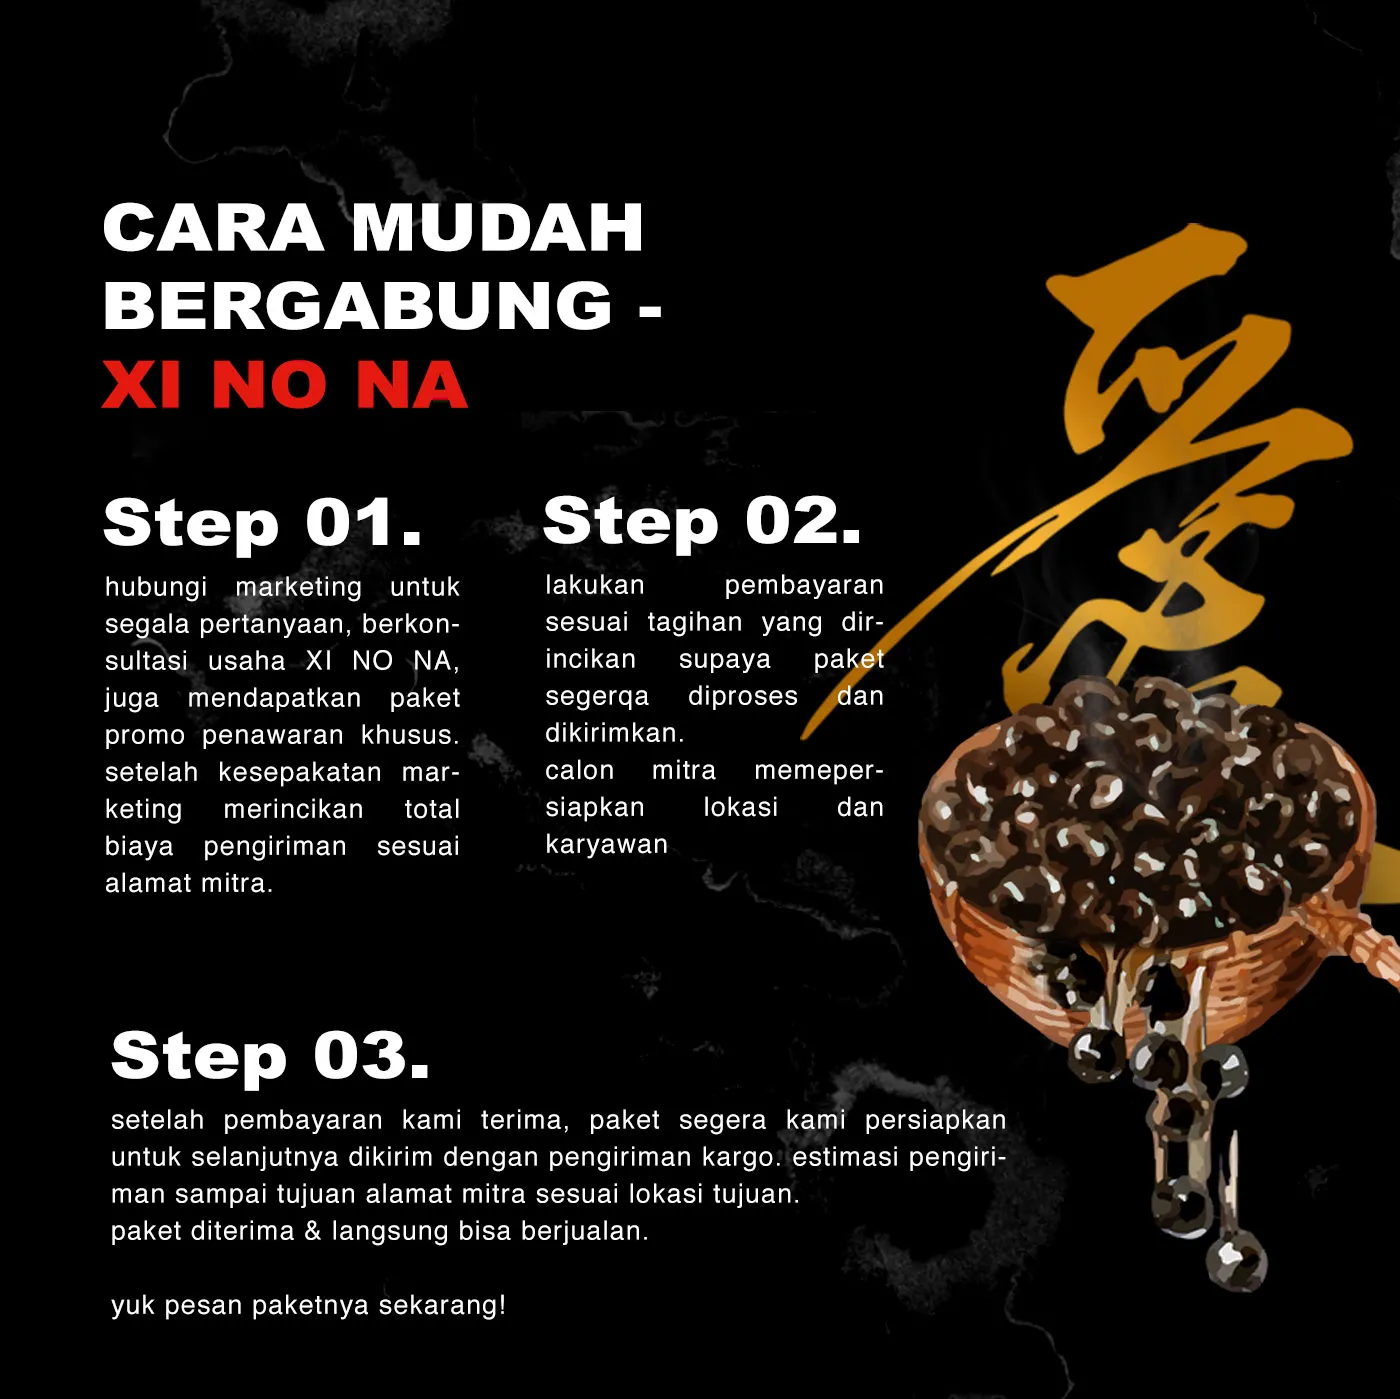 CARA MUDAH
BERGABUNG -
XI NO NA
Step 01.
hubungi marketing untuk
segala pertanyaan, berkon-
sultasi usaha XI NO NA,
juga mendapatkan paket
promo penawaran khusus.
setelah kesepakatan mar-
keting merincikan total
biaya pengiriman sesuai
alamat mitra.
Step 02.
lakukan pembayaran
sesuai tagihan yang dir-
incikan supaya paket
segerqa diproses dan
dikirimkan.
calon mitra memeper-
siapkan lokasi dan
karyawan
Step 03.
setelah pembayaran kami terima, paket segera kami persiapkan
untuk selanjutnya dikirim dengan pengiriman kargo. estimasi pengiri-
man sampai tujuan alamat mitra sesuai lokasi tujuan.
paket diterima & langsung bisa berjualan.
yuk pesan paketnya sekarang!